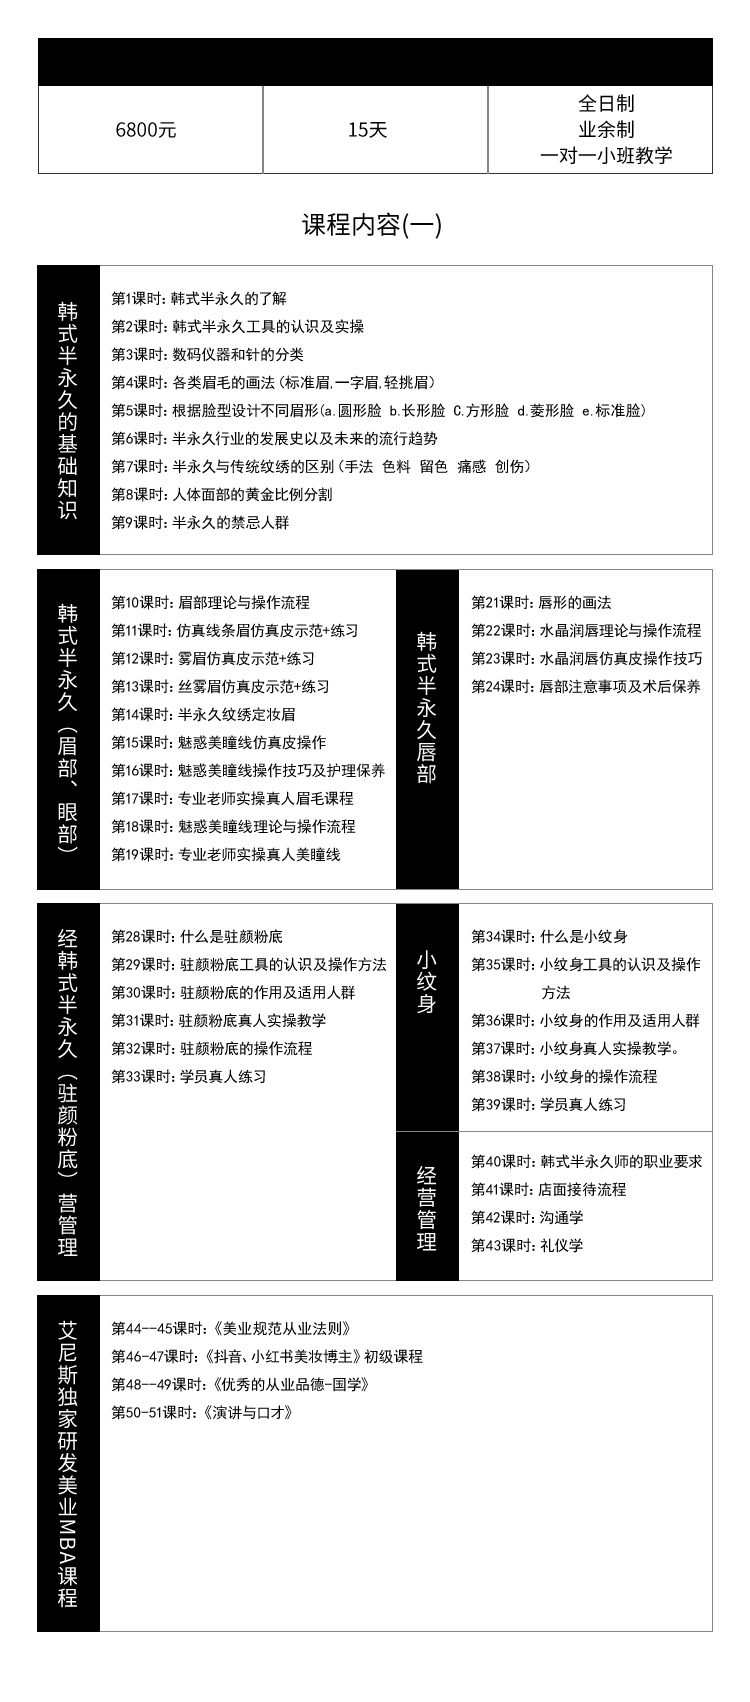 6800元
15天
全日制
业余制
一对一小班教学
课程内容(一)
韩式半永久的基础知识
第1课时: 韩式半永久的了解
第2课时: 韩式半永久工具的认识及实操
第3课时: 数码仪器和针的分类
第4课时: 各类眉毛的画法(标准眉,一字眉,轻挑眉)
第5课时: 根据脸型设计不同眉形(a.圆形脸 b.长形脸 C.方形脸 d.菱形脸 e.标准脸)
第6课时: 半永久行业的发展史以及未来的流行趋势
第7课时: 半永久与传统纹绣的区别(手法 色料 留色 痛感 创伤)
第8课时: 人体面部的黄金比例分割
第9课时: 半永久的禁忌人群
韩式半永久（眉部、眼部）
第10课时: 眉部理论与操作流程
第11课时: 仿真线条眉仿真皮示范+练习
第12课时: 雾眉仿真皮示范+练习
第13课时: 丝雾眉仿真皮示范+练习
第14课时: 半永久纹绣定妆眉
第15课时: 魅惑美瞳线仿真皮操作
第16课时: 魅惑美瞳线操作技巧及护理保养
第17课时: 专业老师实操真人眉毛课程
第18课时: 魅惑美瞳线理论与操作流程
第19课时: 专业老师实操真人美瞳线
韩式半永久唇部
第21课时: 唇形的画法
第22课时: 水晶润唇理论与操作流程
第23课时: 水晶润唇仿真皮操作技巧
第24课时: 唇部注意事项及术后保养
经韩式半永久（驻颜粉底）营管理
第28课时: 什么是驻颜粉底
第29课时: 驻颜粉底工具的认识及操作方法
第30课时: 驻颜粉底的作用及适用人群
第31课时: 驻颜粉底真人实操教学
第32课时: 驻颜粉底的操作流程
第33课时: 学员真人练习
小纹身
第34课时: 什么是小纹身
第35课时: 小纹身工具的认识及操作
方法
第36课时: 小纹身的作用及适用人群
第37课时: 小纹身真人实操教学。
第38课时: 小纹身的操作流程
第39课时: 学员真人练习
经营管理
第40课时: 韩式半永久师的职业要求
第41课时: 店面接待流程
第42课时: 沟通学
第43课时: 礼仪学
艾尼斯独家研发美业MBA课程
第44--45课时:《美业规范从业法则》
第46-47课时:《抖音、小红书美妆博主》初级课程
第48--49课时:《优秀的从业品德-国学》
第50-51课时:《演讲与口才》